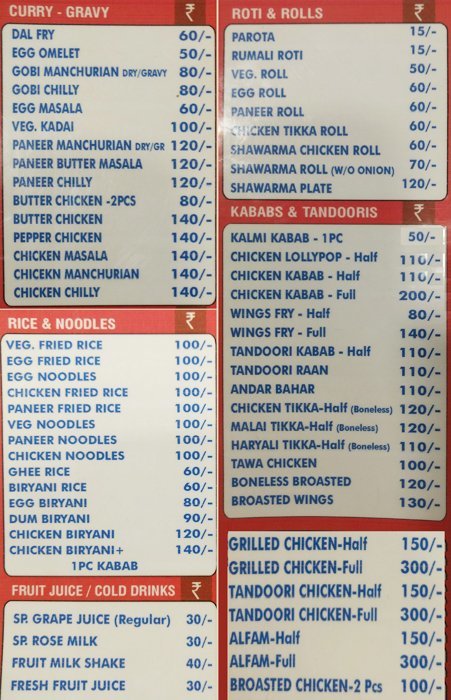 CURRY - GRAVY ₹
DAL FRY 60/-
EGG OMELET 50/-
GOBI MANCHURIAN DRY/GRAVY 80/-
GOBI CHILLY 80/-
EGG MASALA 60/-
VEG. KADAI 100/-
PANEER MANCHURIAN DRY/GR 120/-
PANEER BUTTER MASALA 120/-
PANEER CHILLY 120/-
BUTTER CHICKEN -2PCS 80/-
BUTTER CHICKEN 140/-
PEPPER CHICKEN 140/-
CHICKEN MASALA 140/-
CHICEKN MANCHURIAN 140/-
CHICKEN CHILLY 140/-
RICE & NOODLES ₹
VEG. FRIED RICE 100/-
EGG FRIED RICE 100/-
EGG NOODLES 100/-
CHICKEN FRIED RICE 100/-
PANEER FRIED RICE 100/-
VEG NOODLES 100/-
PANEER NOODLES 100/-
CHICKEN NOODLES 100/-
GHEE RICE 60/-
BIRYANI RICE 60/-
EGG BIRYANI 80/-
DUM BIRYANI 90/-
CHICKEN BIRYANI 120/-
CHICKEN BIRYANI+ 140/-
1PC KABAB
FRUIT JUICE / COLD DRINKS ₹
SP. GRAPE JUICE (Regular) 30/-
SP. ROSE MILK 30/-
FRUIT MILK SHAKE 40/-
FRESH FRUIT JUICE 30/-
ROTI & ROLLS ₹
PAROTA 15/-
RUMALI ROTI 15/-
VEG. ROLL 50/-
EGG ROLL 60/-
PANEER ROLL 60/-
CHICKEN TIKKA ROLL 60/-
SHAWARMA CHICKEN ROLL 60/-
SHAWARMA ROLL (W/O ONION) 70/-
SHAWARMA PLATE 120/-
KABABS & TANDOORIS ₹
KALMI KABAB - 1PC 50/-
CHICKEN LOLLYPOP - Half 110/-
CHICKEN KABAB - Half 110/-
CHICKEN KABAB - Full 200/-
WINGS FRY - Half 80/-
WINGS FRY - Full 140/-
TANDOORI KABAB - Half 110/-
TANDOORI RAAN 110/-
ANDAR BAHAR 110/-
CHICKEN TIKKA-Half (Boneless) 120/-
MALAI TIKKA-Half (Boneless) 120/-
HARYALI TIKKA-Half (Boneless) 110/-
TAWA CHICKEN 100/-
BONELESS BROASTED 120/-
BROASTED WINGS 130/-
GRILLED CHICKEN-Half 150/-
GRILLED CHICKEN-Full 300/-
TANDOORI CHICKEN-Half 150/-
TANDOORI CHICKEN-Full 300/-
ALFAM-Half 150/-
ALFAM-Full 300/-
BROASTED CHICKEN-2 Pcs 100/-